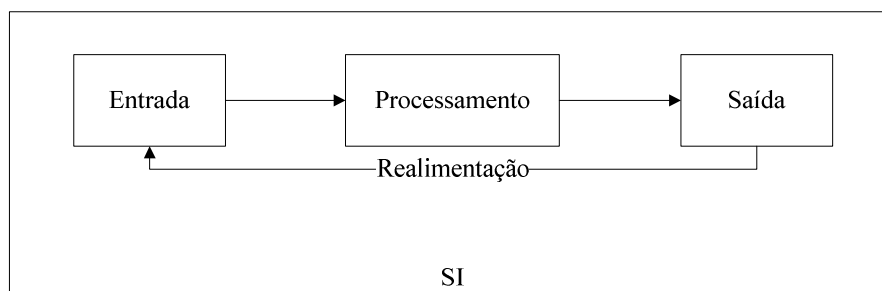 Entrada
Processamento
Saída
Realimentação
SI